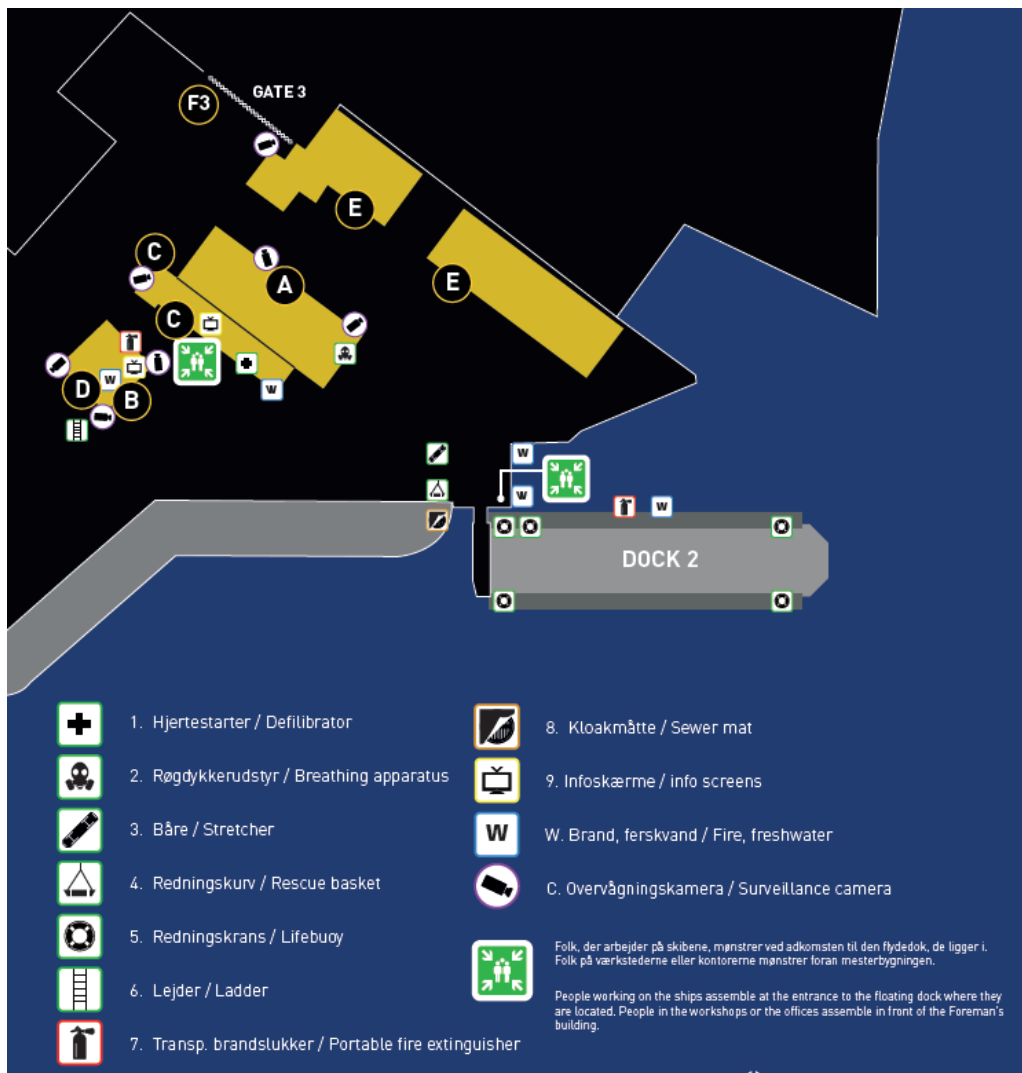 GATE 3
F3
E
C
A
E
C
D
W
B
W
W
W
W
DOCK 2
1. Hjertestarter / Defilibrator
2. Røgdykkerudstyr / Breathing apparatus
3. Båre / Stretcher
4. Redningskurv / Rescue basket
5. Redningskrans / Lifebuoy
6. Lejder / Ladder
7. Transp. brandslukker / Portable fire extinguisher
8. Kloakmåtte / Sewer mat
9. Infoskærme / info screens
W
W. Brand, ferskvand / Fire, freshwater
C. Overvågningskamera / Surveillance camera
Folk, der arbejder på skibene, mønstrer ved adkomsten til den flydedok, de ligger i.
Folk på værkstederne eller kontorerne mønstrer foran mesterbygningen.
People working on the ships assemble at the entrance to the floating dock where they
are located. People in the workshops or the offices assemble in front of the Foreman's
building.